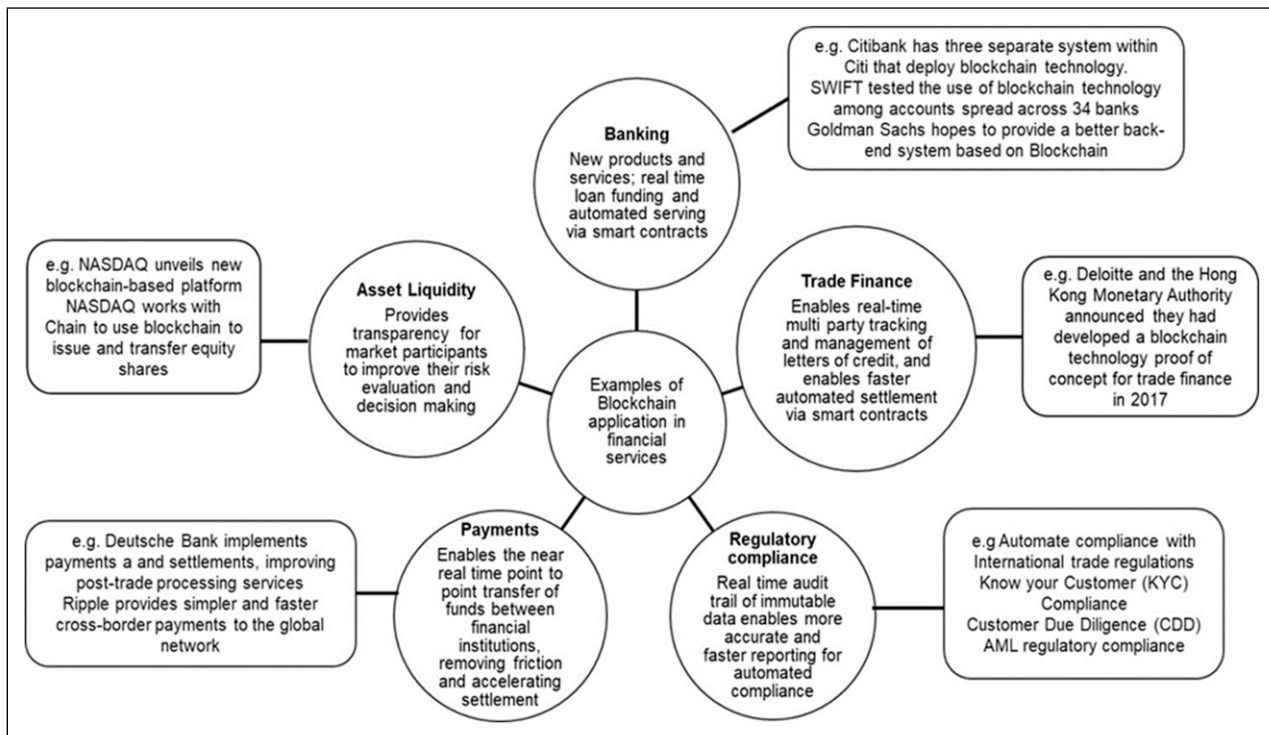 e.g. Citibank has three separate system within
Citi that deploy blockchain technology.
SWIFT tested the use of blockchain technology
among accounts spread across 34 banks
Goldman Sachs hopes to provide a better back-
end system based on Blockchain
Banking
New products and
services; real time
loan funding and
automated serving
via smart contracts
e.g. NASDAQ unveils new
blockchain-based platform
NASDAQ works with
Chain to use blockchain to
issue and transfer equity
shares
Asset Liquidity
Provides
transparency for
market participants
to improve their risk
evaluation and
decision making
Trade Finance
Enables real-time
multi party tracking
and management of
letters of credit, and
enables faster
automated settlement
via smart contracts
e.g. Deloitte and the Hong
Kong Monetary Authority
announced they had
developed a blockchain
technology proof of
concept for trade finance
in 2017
Examples of
Blockchain
application in
financial
services
e.g. Deutsche Bank implements
payments a and settlements, improving
post-trade processing services
Ripple provides simpler and faster
cross-border payments to the global
network
Payments
Enables the near
real time point to
point transfer of
funds between
financial
institutions,
removing friction
and accelerating
settlement
Regulatory
compliance
Real time audit
trail of immutable
data enables more
accurate and
faster reporting for
automated
compliance
e.g Automate compliance with
International trade regulations
Know your Customer (KYC)
Compliance
Customer Due Diligence (CDD)
AML regulatory compliance